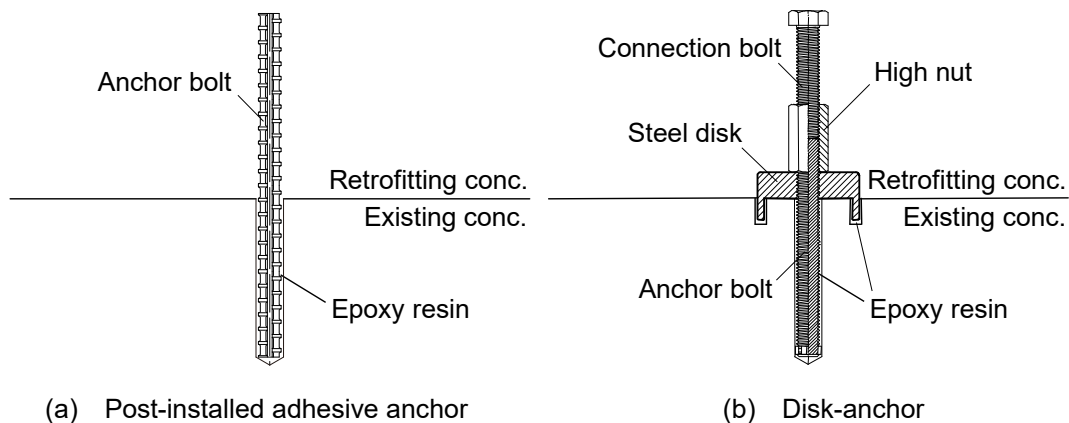 Anchor bolt
Retrofitting conc.
Existing conc.
Epoxy resin
(a) Post-installed adhesive anchor
Connection bolt
High nut
Steel disk
Retrofitting conc.
Existing conc.
Anchor bolt
Epoxy resin
(b) Disk-anchor